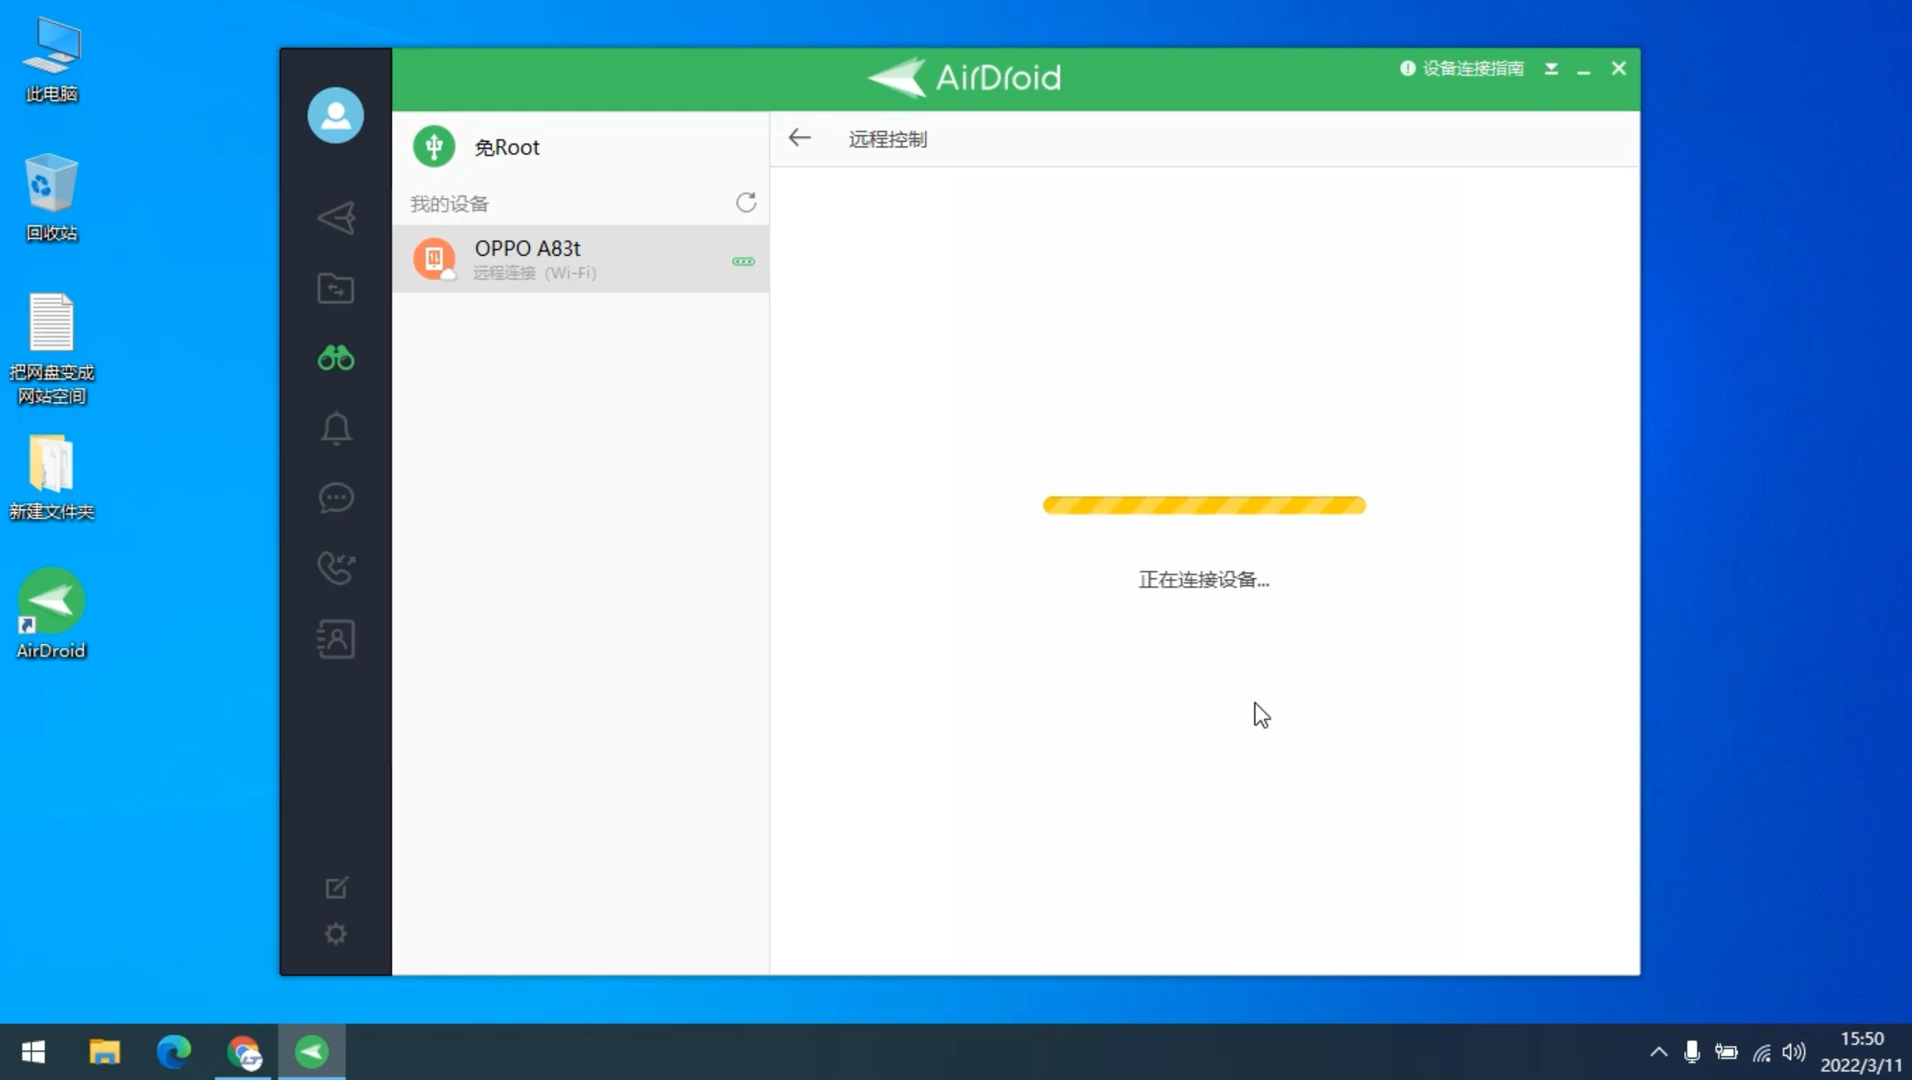 此电脑
回收站
把网盘变成
网站空间
新建文件夹
AirDroid
AirDroid
设备连接指南
免Root
我的设备
OPPO A83t
远程连接（Wi-Fi）
远程控制
正在连接设备...
15:50
2022/3/11